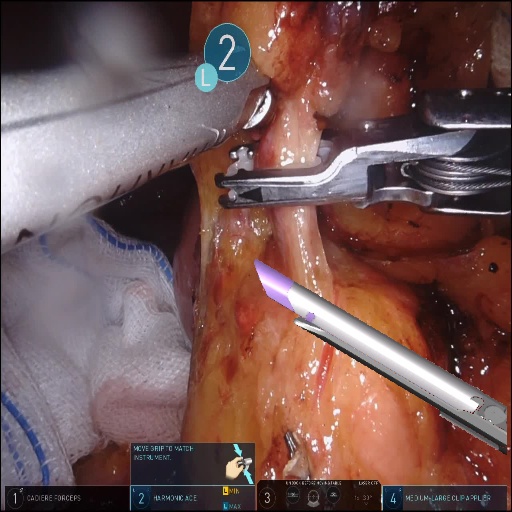 2
L
MOVE GRIP TO MATCH
INSTRUMENT.
MIN
MAX
1 CADIERE FORCEPS
2 HARMONIC ACE
3
4 MEDIUM-LARGE CLIP APPLIER